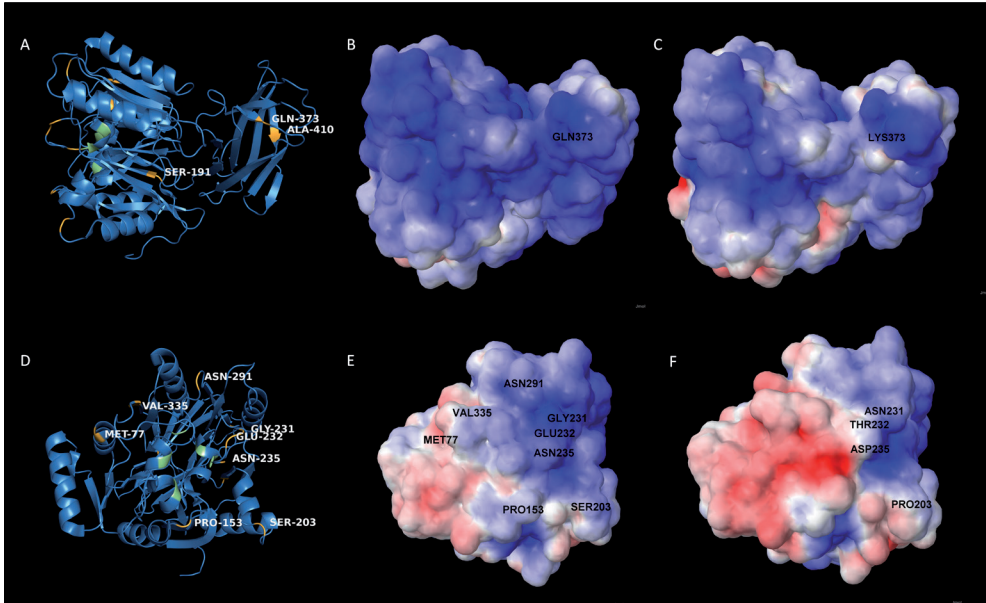 A
GLN-373
ALA-410
SER-191
B
GLN373
C
LYS373
D
ASN-291
VAL-335
MET-77
GLY-231
GLU-232
ASN-235
PRO-153
SER-203
E
ASN291
VAL335
GLY231
MET77
GLU232
ASN235
PRO153
SER203
F
ASN231
THR232
ASP235
PRO203